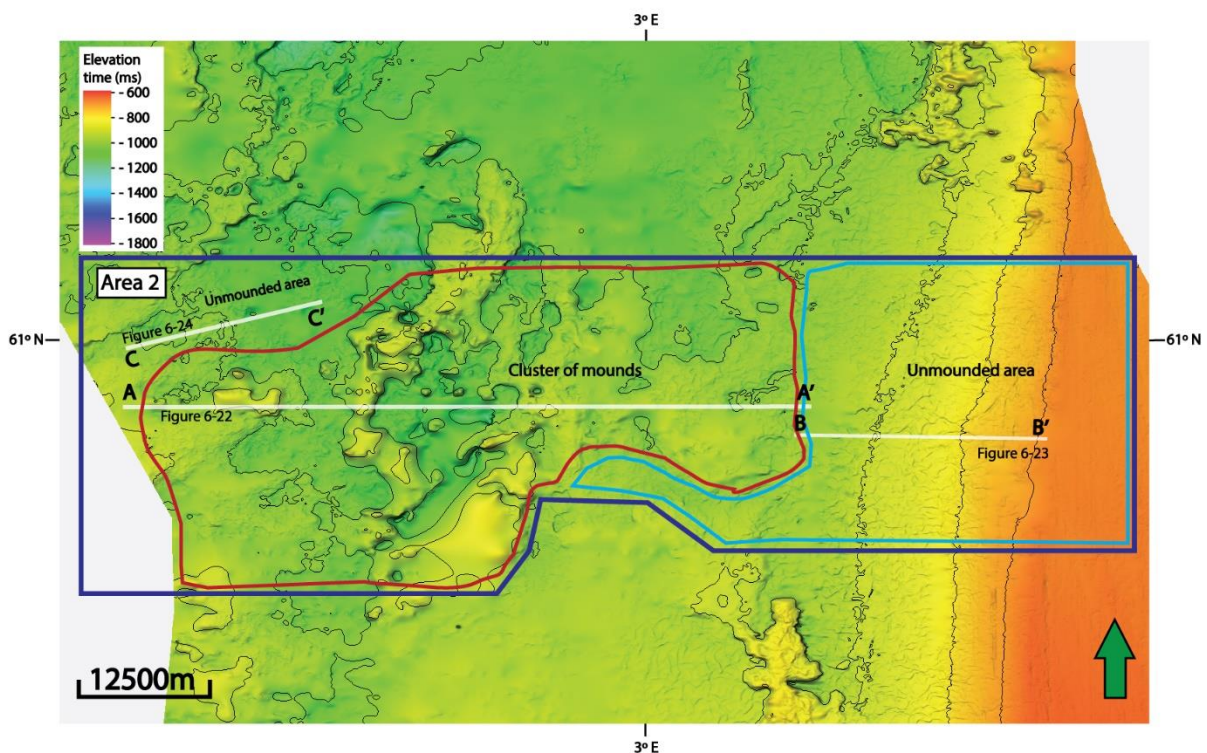 3º E
Elevation
time (ms)
- 600
- 800
- 1000
- 1200
- 1400
- 1600
- 1800
Area 2
Unmounded area
Figure 6-24
C'
C
61º N
61º N
A
Figure 6-22
Cluster of mounds
A'
Unmounded area
B
B'
Figure 6-23
12500m
3º E